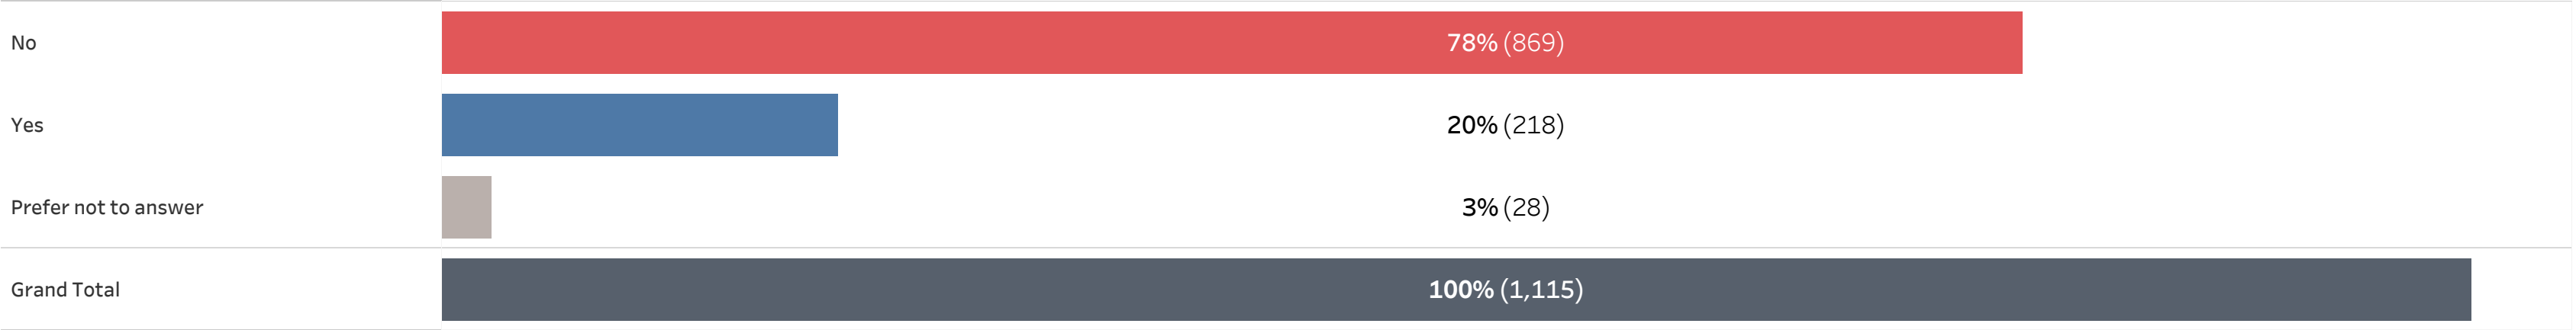 No 78% (869)
Yes 20% (218)
Prefer not to answer 3% (28)
Grand Total 100% (1,115)